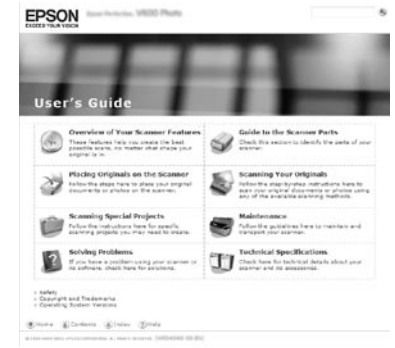 EPSON
EXCEED YOUR VISION
Epson Perfection V600 Photo
User's Guide
Overview of Your Scanner Features
These features help you create the best
possible scans, no matter what shape your
original is in.
Guide to the Scanner Parts
Check this section to identify the parts of your
scanner.
Placing Originals on the Scanner
Follow the steps here to place your original
documents or photos on the scanner.
Scanning Your Originals
Follow the step-by-step instructions here to
scan your original documents or photos using
any of the available scanning methods.
Scanning Special Projects
Follow the instructions here for specific
scanning projects you may need to create.
Maintenance
Follow the guidelines here to maintain and
transport your scanner.
Solving Problems
If you have a problem using your scanner or
its software, check here for solutions.
Technical Specifications
Check here for technical details about your
scanner and its accessories.
Safety
Copyright and Trademarks
Operating System Versions
Home Contents Index Help